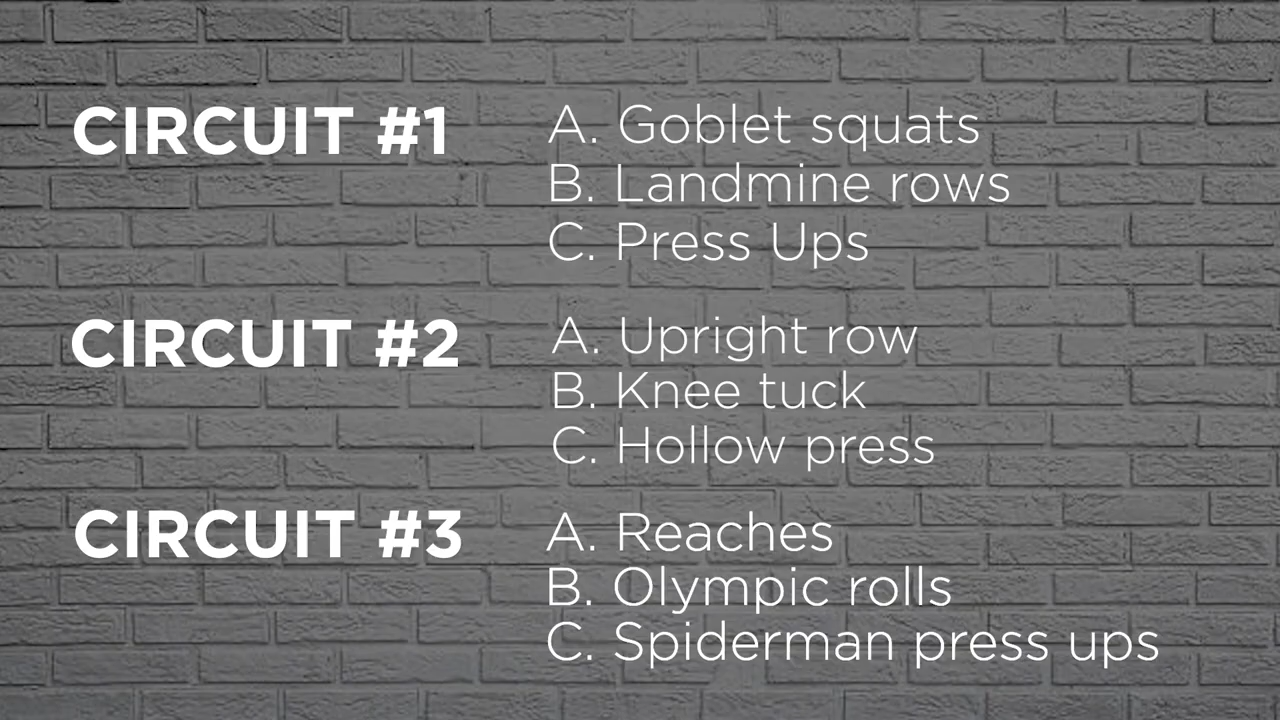 CIRCUIT #1
A. Goblet squats
B. Landmine rows
C. Press Ups
CIRCUIT #2
A. Upright row
B. Knee tuck
C. Hollow press
CIRCUIT #3
A. Reaches
B. Olympic rolls
C. Spiderman press ups